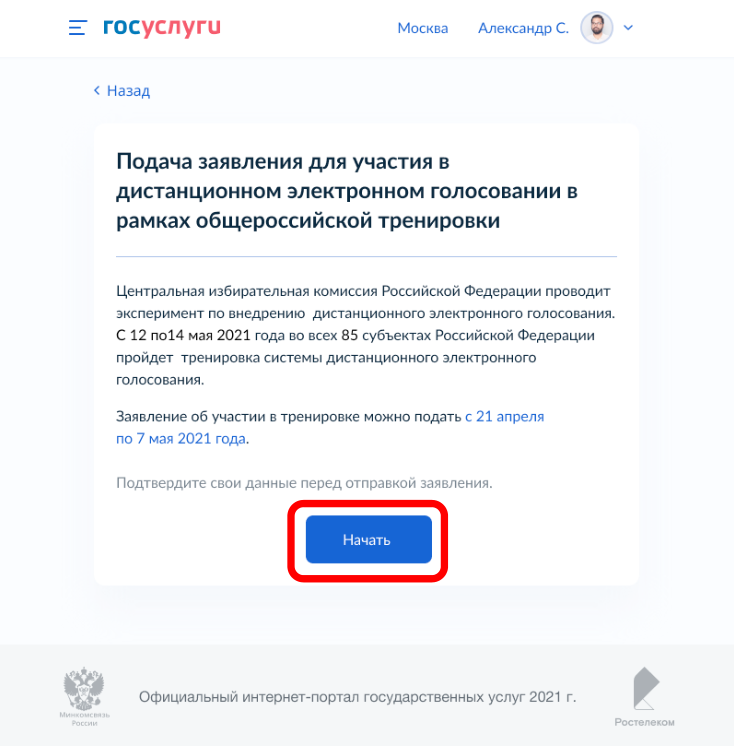 госуслуги
Москва Александр С.
Назад
Подача заявления для участия в
дистанционном электронном голосовании в
рамках общероссийской тренировки
Центральная избирательная комиссия Российской Федерации проводит
эксперимент по внедрению дистанционного электронного голосования.
С 12 по14 мая 2021 года во всех 85 субъектах Российской Федерации
пройдет тренировка системы дистанционного электронного
голосования.
Заявление об участии в тренировке можно подать с 21 апреля
по 7 мая 2021 года.
Подтвердите свои данные перед отправкой заявления.
Начать
Официальный интернет-портал государственных услуг 2021 г.
Минкомсвязь
России
Ростелеком